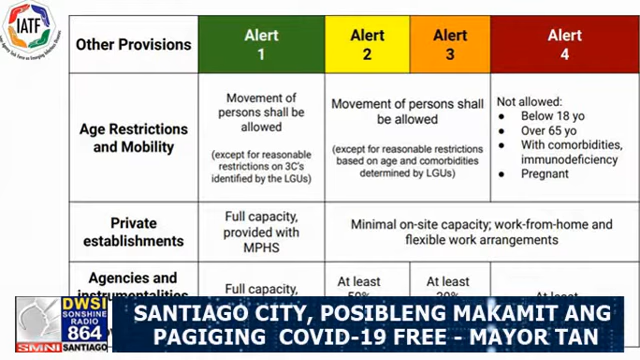 IATF
Other Provisions
Alert
1
Alert
2
Alert
3
Alert
4
Age Restrictions
and Mobility
Movement of
persons shall be
allowed
(except for reasonable
restrictions on 3C's
identified by the LGUs)
Movement of persons shall
be allowed
(except for reasonable restrictions
based on age and comorbidities
determined by LGUs)
Not allowed:
● Below 18 yo
● Over 65 yo
● With comorbidities,
immunodeficiency
● Pregnant
Private
establishments
Full capacity,
provided with
MPHS
Minimal on-site capacity; work-from-home and
flexible work arrangements
Agencies and
instrumentalities
Full capacity,
At least
At least
At least
DWSI
SONSHINE
RADIO
864
SMNI SANTIAGO
SANTIAGO CITY, POSIBLENG MAKAMIT ANG
PAGIGING COVID-19 FREE - MAYOR TAN